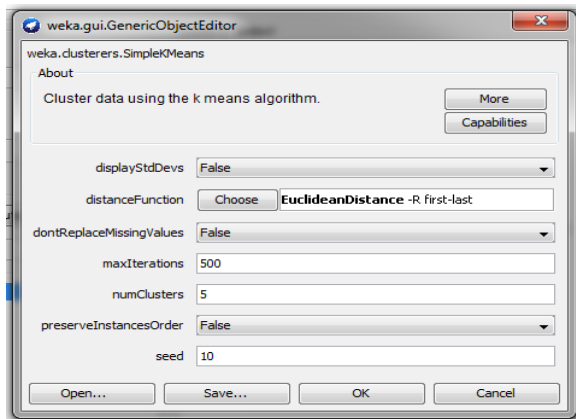 weka.gui.GenericObjectEditor
weka.clusterers.SimpleKMeans
About
Cluster data using the k means algorithm.
More
Capabilities
displayStdDevs False
distanceFunction Choose EuclideanDistance -R first-last
dontReplaceMissingValues False
maxIterations 500
numClusters 5
preserveInstancesOrder False
seed 10
Open... Save... OK Cancel